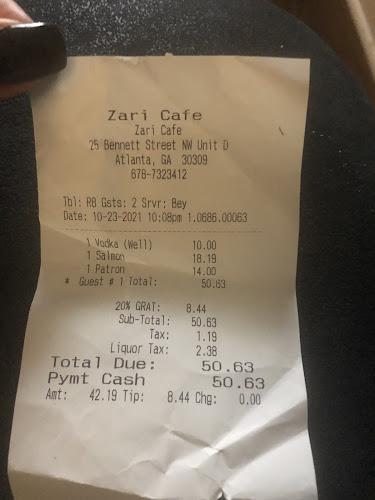 Zari Cafe
Zari Cafe
25 Bennett Street NW Unit D
Atlanta, GA 30309
678-7323412
Tbl: R8 Gsts: 2 Srvr: Bey
Date: 10-23-2021 10:08pm 1.0686.00063
1 Vodka (Well) 10.00
1 Salmon 18.19
1 Patron 14.00
* Guest # 1 Total: 50.63
20% GRAT: 8.44
Sub-Total: 50.63
Tax: 1.19
Liquor Tax: 2.38
Total Due: 50.63
Pymt Cash 50.63
Amt: 42.19 Tip: 8.44 Chg: 0.00